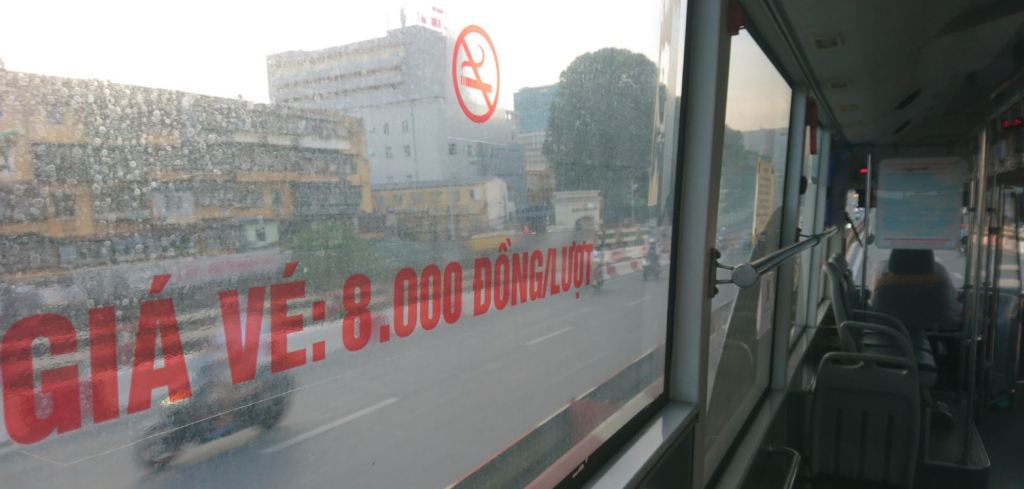 GIÁ VÉ: 8.000 ĐỒNG/LƯỢT